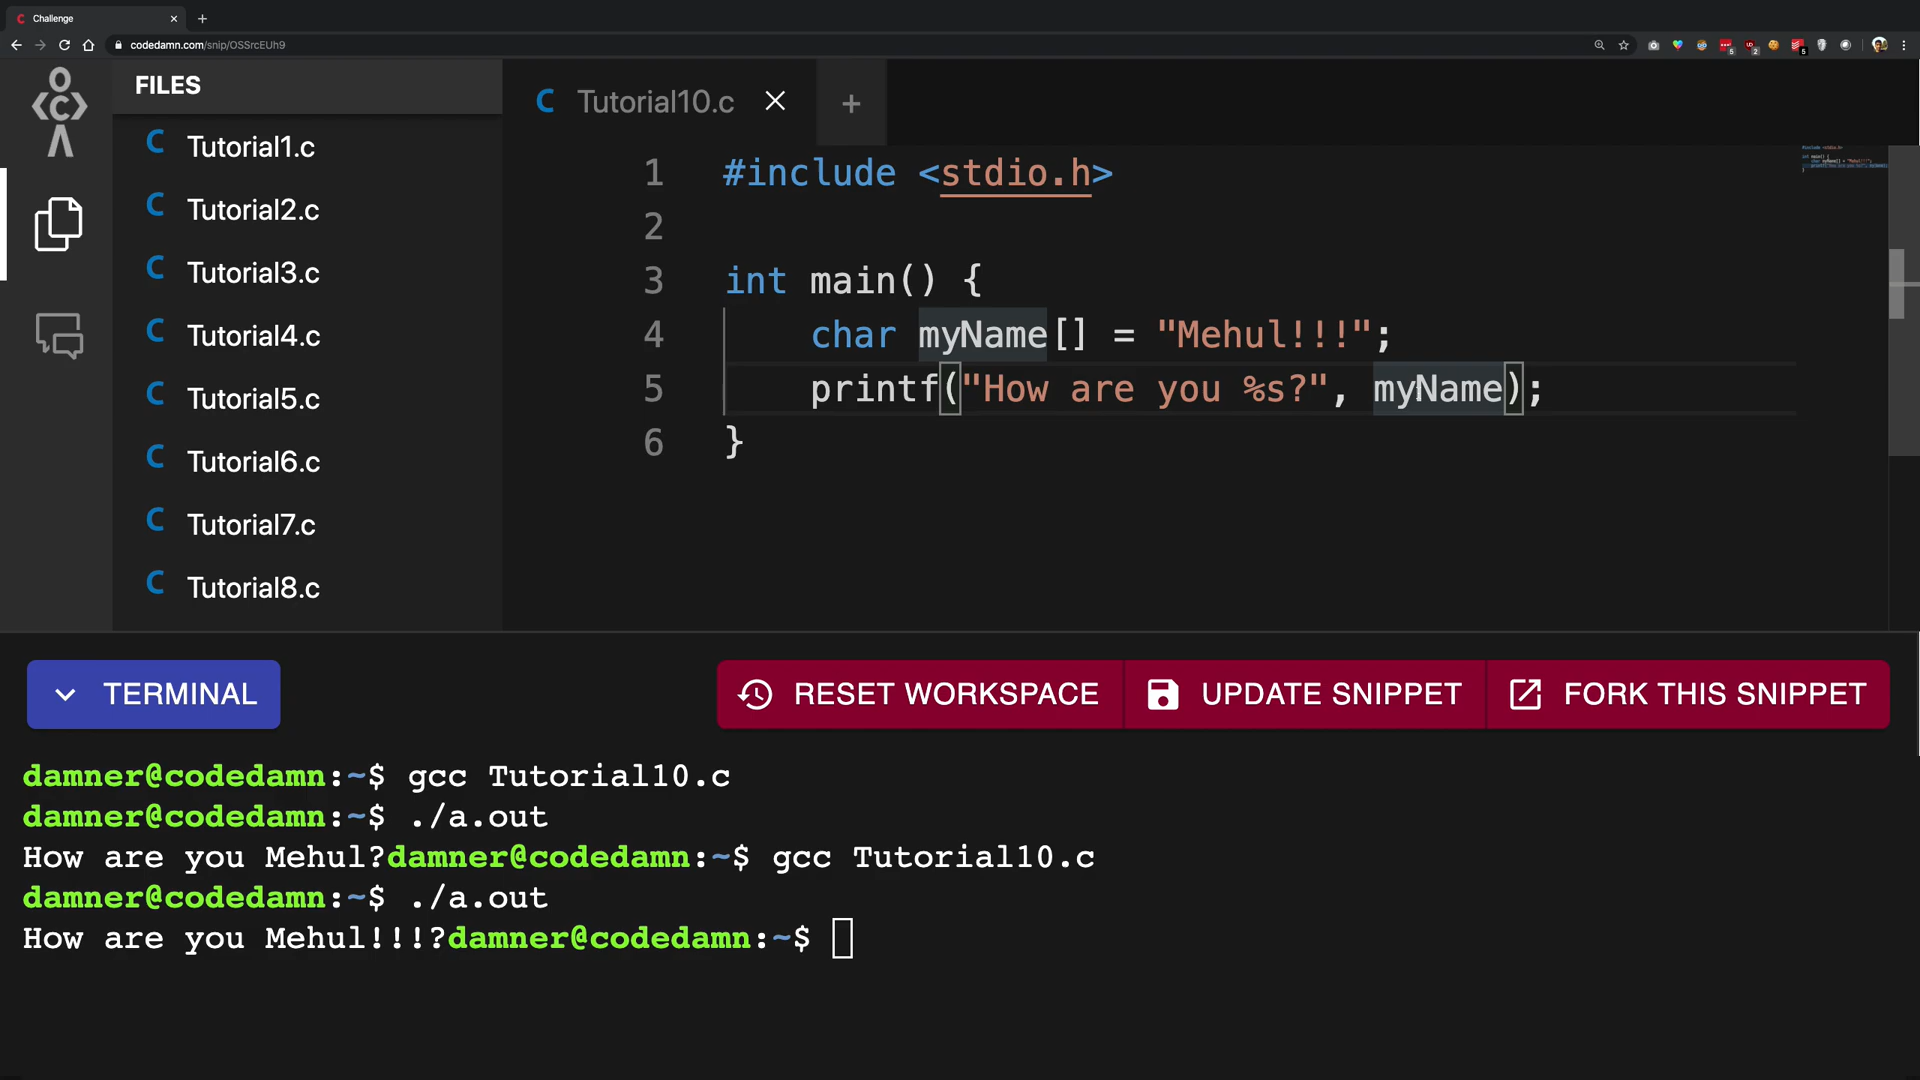 Challenge
codedamn.com/snip/OSSrcEUh9
FILES
Tutorial1.c
Tutorial2.c
Tutorial3.c
Tutorial4.c
Tutorial5.c
Tutorial6.c
Tutorial7.c
Tutorial8.c
Tutorial10.c
1 #include <stdio.h>
2
3 int main() {
4 char myName[] = "Mehul!!!";
5 printf("How are you %s?", myName);
6 }
TERMINAL
RESET WORKSPACE
UPDATE SNIPPET
FORK THIS SNIPPET
damner@codedamn:~$ gcc Tutorial10.c
damner@codedamn:~$ ./a.out
How are you Mehul?damner@codedamn:~$ gcc Tutorial10.c
damner@codedamn:~$ ./a.out
How are you Mehul!!!?damner@codedamn:~$